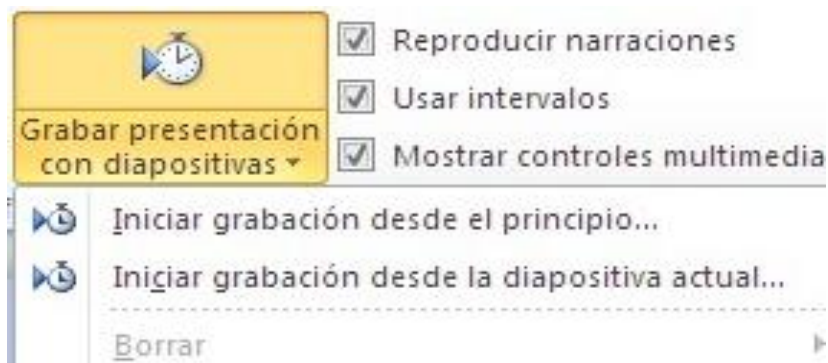 Grabar presentación
con diapositivas
Reproducir narraciones
Usar intervalos
Mostrar controles multimedia
Iniciar grabación desde el principio...
Iniciar grabación desde la diapositiva actual...
Borrar